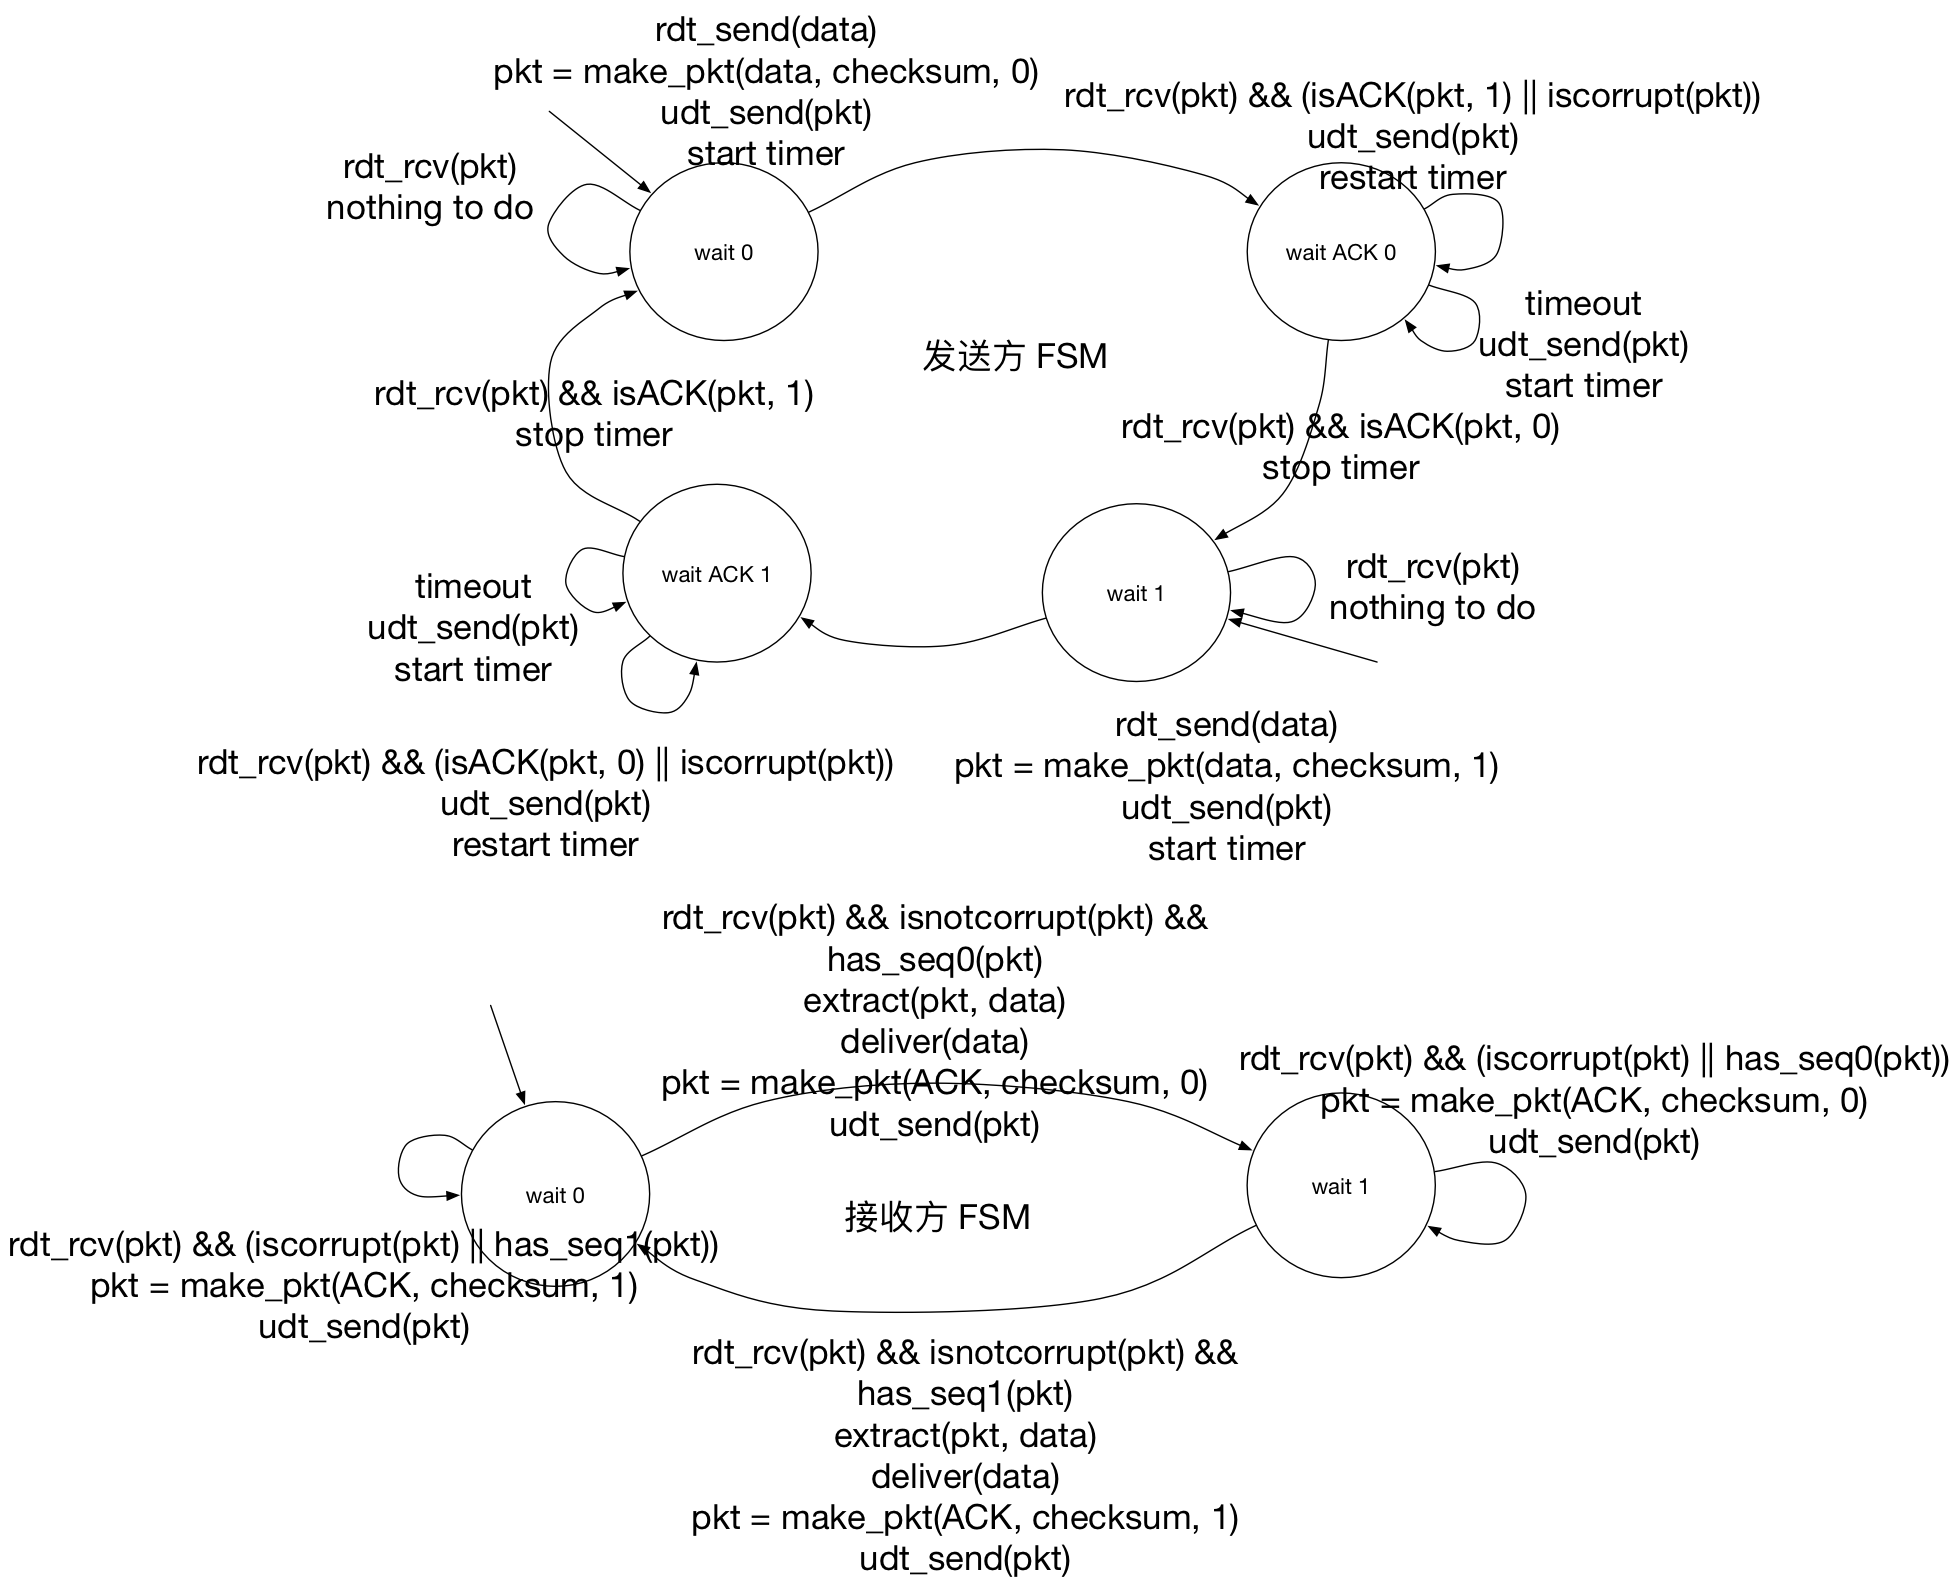 rdt_send(data)
pkt = make_pkt(data, checksum, 0)
udt_send(pkt)
start timer
rdt_rcv(pkt) && (isACK(pkt, 1) || iscorrupt(pkt))
udt_send(pkt)
restart timer
rdt_rcv(pkt)
nothing to do
wait 0
wait ACK 0
timeout
udt_send(pkt)
start timer
发送方 FSM
rdt_rcv(pkt) && isACK(pkt, 1)
stop timer
rdt_rcv(pkt) && isACK(pkt, 0)
stop timer
wait ACK 1
wait 1
rdt_rcv(pkt)
nothing to do
timeout
udt_send(pkt)
start timer
rdt_rcv(pkt) && (isACK(pkt, 0) || iscorrupt(pkt))
udt_send(pkt)
restart timer
rdt_send(data)
pkt = make_pkt(data, checksum, 1)
udt_send(pkt)
start timer
rdt_rcv(pkt) && isnotcorrupt(pkt) &&
has_seq0(pkt)
extract(pkt, data)
deliver(data)
pkt = make_pkt(ACK, checksum, 0)
udt_send(pkt)
rdt_rcv(pkt) && (iscorrupt(pkt) || has_seq0(pkt))
pkt = make_pkt(ACK, checksum, 0)
udt_send(pkt)
wait 0
接收方 FSM
wait 1
rdt_rcv(pkt) && (iscorrupt(pkt) || has_seq1(pkt))
pkt = make_pkt(ACK, checksum, 1)
udt_send(pkt)
rdt_rcv(pkt) && isnotcorrupt(pkt) &&
has_seq1(pkt)
extract(pkt, data)
deliver(data)
pkt = make_pkt(ACK, checksum, 1)
udt_send(pkt)